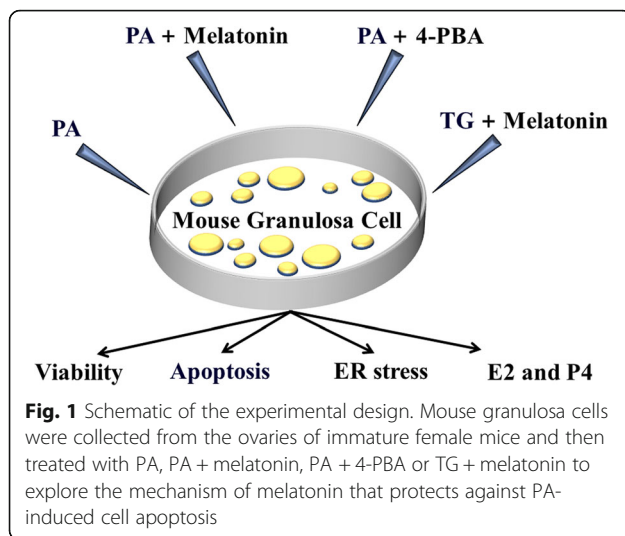 PA + Melatonin
PA + 4-PBA
PA
TG + Melatonin
Mouse Granulosa Cell
Viability
Apoptosis
ER stress
E2 and P4
Fig. 1 Schematic of the experimental design. Mouse granulosa cells
were collected from the ovaries of immature female mice and then
treated with PA, PA + melatonin, PA + 4-PBA or TG + melatonin to
explore the mechanism of melatonin that protects against PA-
induced cell apoptosis